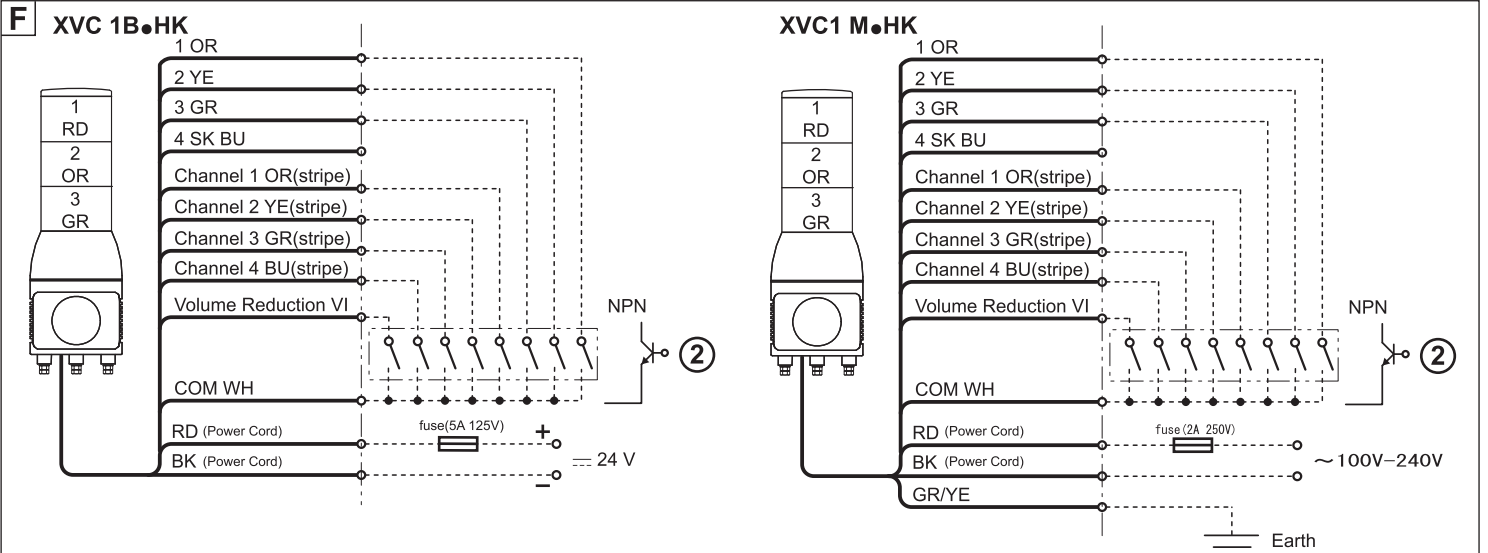 F
XVC 1B●HK
1 OR
2 YE
3 GR
4 SK BU
Channel 1 OR(stripe)
Channel 2 YE(stripe)
Channel 3 GR(stripe)
Channel 4 BU(stripe)
Volume Reduction VI
COM WH
RD (Power Cord)
BK (Power Cord)
1
RD
2
OR
3
GR
NPN
2
fuse(5A 125V)
+
−
24 V
XVC1 M●HK
1 OR
2 YE
3 GR
4 SK BU
Channel 1 OR(stripe)
Channel 2 YE(stripe)
Channel 3 GR(stripe)
Channel 4 BU(stripe)
Volume Reduction VI
COM WH
RD (Power Cord)
BK (Power Cord)
GR/YE
1
RD
2
OR
3
GR
NPN
2
fuse(2A 250V)
～100V-240V
Earth